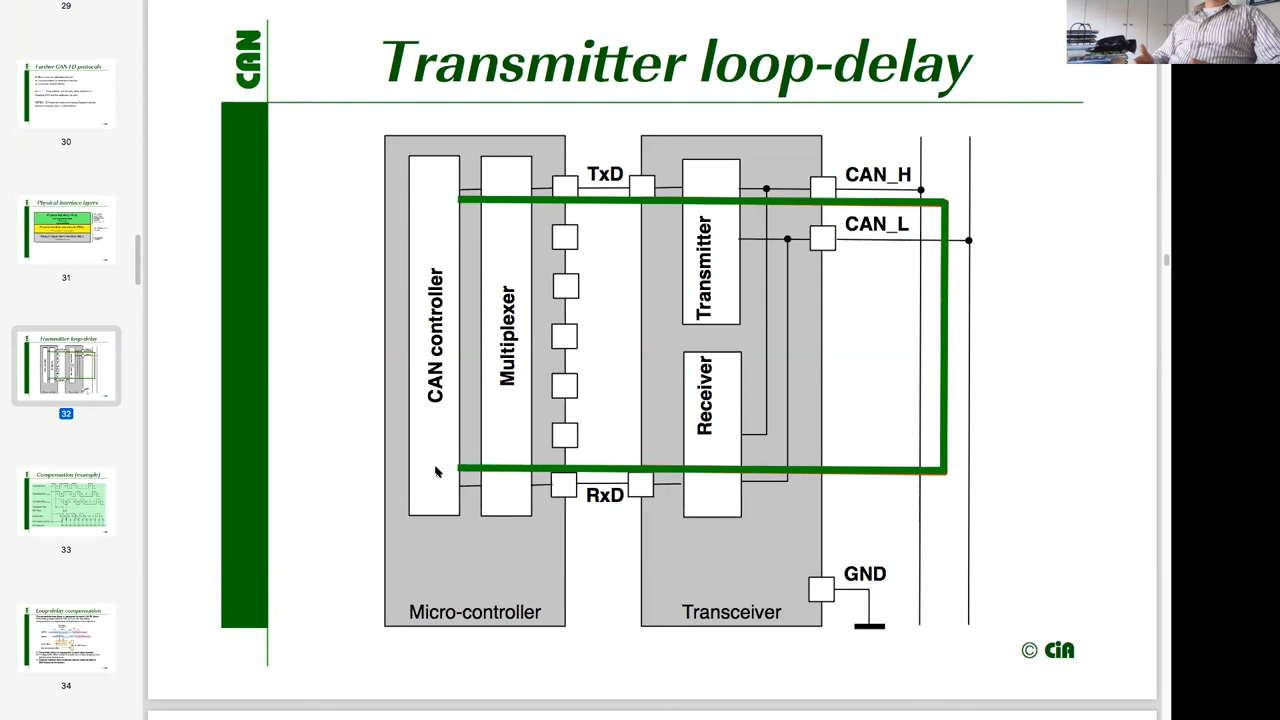 29
Further CAN FD protocols
30
Physical interface layers
31
Transmitter loop-delay
32
Compensation (example)
33
Loop-delay compensation
34
CAN
Transmitter loop-delay
TxD
CAN_H
CAN_L
CAN controller
Multiplexer
Transmitter
Receiver
RxD
GND
Micro-controller
Transceiver
© CiA